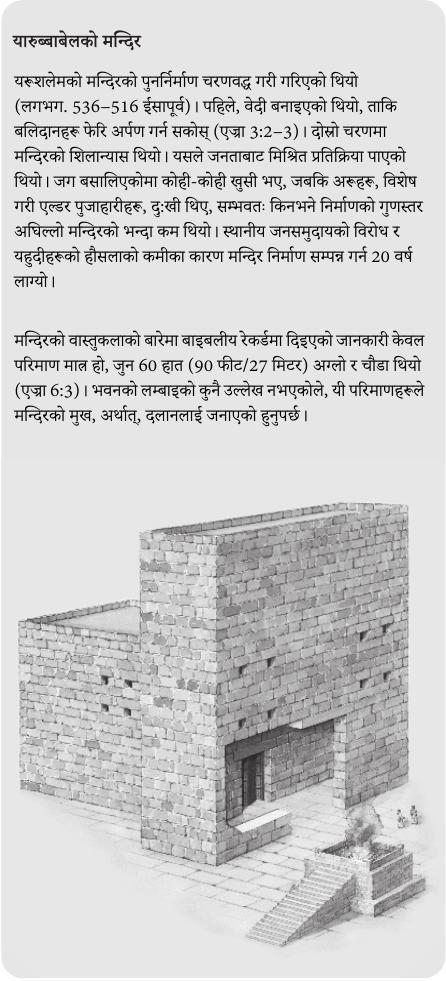 यारुब्बाबेलको मन्दिर
यरूशलेमको मन्दिरको पुनर्निर्माण चरणवद्ध गरी गरिएको थियो
(लगभग. 536–516 ईसापूर्व)। पहिले, वेदी बनाइएको थियो, ताकि
बलिदानहरू फेरि अर्पण गर्न सकोस् (एज्रा 3:2–3)। दोस्रो चरणमा
मन्दिरको शिलान्यास थियो। यसले जनताबाट मिश्रित प्रतिक्रिया पाएको
थियो। जग बसालिएकोमा कोही-कोही खुसी भए, जबकि अरूहरू, विशेष
गरी एल्डर पुजाहारीहरू, दुःखी थिए, सम्भवतः किनभने निर्माणको गुणस्तर
अघिल्लो मन्दिरको भन्दा कम थियो। स्थानीय जनसमुदायको विरोध र
यहुदीहरूको हौसलाको कमीका कारण मन्दिर निर्माण सम्पन्न गर्न 20 वर्ष
लाग्यो।
मन्दिरको वास्तुकलाको बारेमा बाइबलीय रेकर्डमा दिइएको जानकारी केवल
परिमाण मात्र हो, जुन 60 हात (90 फीट/27 मिटर) अग्लो र चौडा थियो
(एज्रा 6:3)। भवनको लम्बाइको कुनै उल्लेख नभएकोले, यी परिमाणहरूले
मन्दिरको मुख, अर्थात्, दलानलाई जनाएको हुनुपर्छ।